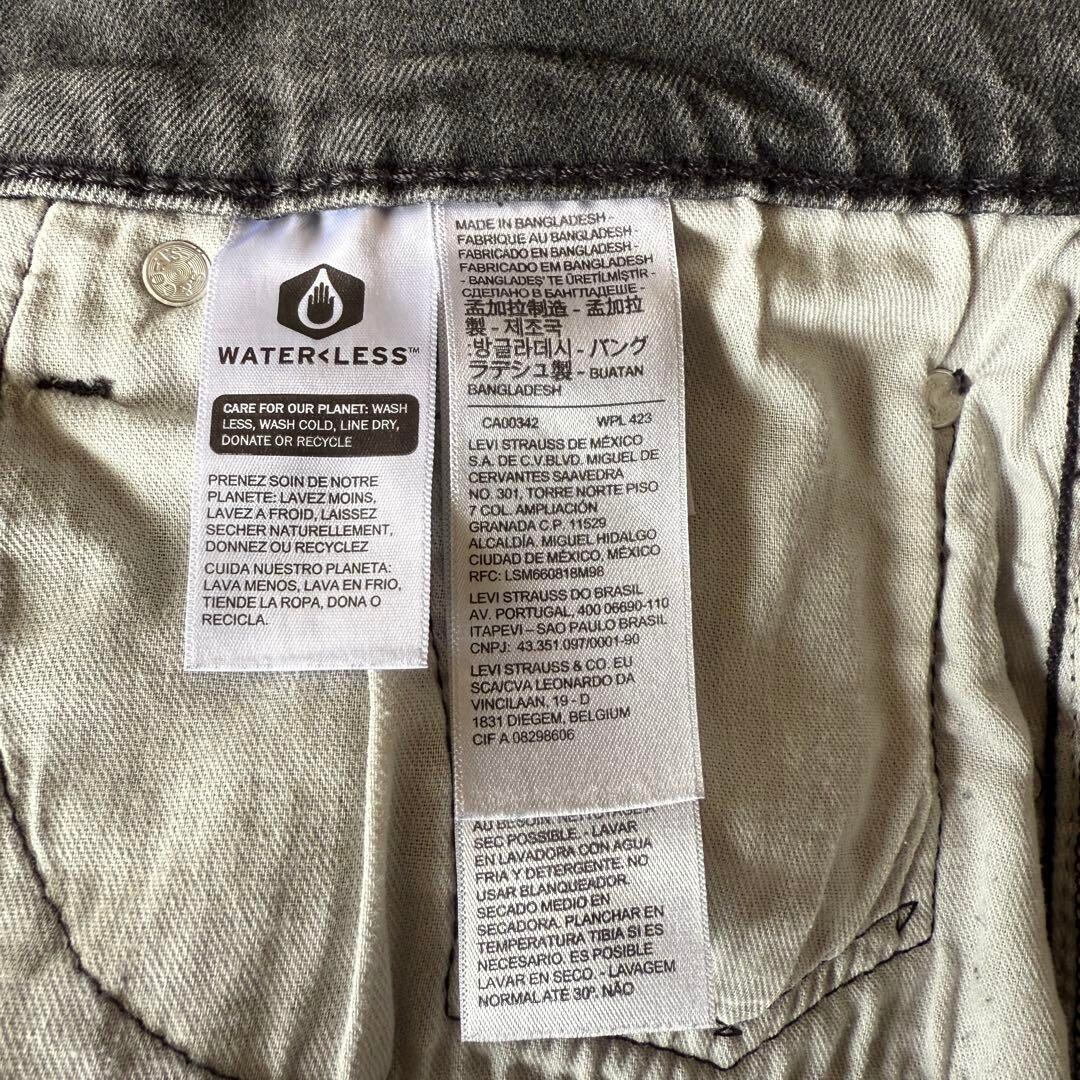 WATER<LESS™
CARE FOR OUR PLANET: WASH
LESS, WASH COLD, LINE DRY,
DONATE OR RECYCLE
PRENEZ SOIN DE NOTRE
PLANETE: LAVEZ MOINS,
LAVEZ A FROID, LAISSEZ
SECHER NATURELLEMENT,
DONNEZ OU RECYCLEZ
CUIDA NUESTRO PLANETA:
LAVA MENOS, LAVA EN FRIO,
TIENDE LA ROPA, DONA O
RECICLA.
MADE IN BANGLADESH -
FABRIQUE AU BANGLADESH -
FABRICADO EN BANGLADESH -
FABRICADO EM BANGLADESH
- BANGLADEŞ'TE ÜRETİLMİŞTİR -
СДЕЛАНО В БАНГЛАДЕШЕ -
孟加拉制造 - 孟加拉
製 - 제조국
:방글라데시 - バング
ラデシュ製 - BUATAN
BANGLADESH
CA00342 WPL 423
LEVI STRAUSS DE MÉXICO
S.A. DE C.V.BLVD. MIGUEL DE
CERVANTES SAAVEDRA
NO. 301, TORRE NORTE PISO
7 COL. AMPLIACIÓN
GRANADA C.P. 11529
ALCALDÍA. MIGUEL HIDALGO
CIUDAD DE MÉXICO, MÉXICO
RFC: LSM660818M98
LEVI STRAUSS DO BRASIL
AV. PORTUGAL, 400 06690-110
ITAPEVI – SAO PAULO BRASIL
CNPJ: 43.351.097/0001-90
LEVI STRAUSS & CO. EU
SCA/CVA LEONARDO DA
VINCILAAN, 19 - D
1831 DIEGEM, BELGIUM
CIF A 08298606
AU BESOIN. NETTOYAGE
SEC POSSIBLE. - LAVAR
EN LAVADORA CON AGUA
FRIA Y DETERGENTE. NO
USAR BLANQUEADOR.
SECADO MEDIO EN
SECADORA. PLANCHAR EN
TEMPERATURA TIBIA SI ES
NECESARIO. ES POSIBLE
LAVAR EN SECO. - LAVAGEM
NORMAL ATÉ 30º. NÃO